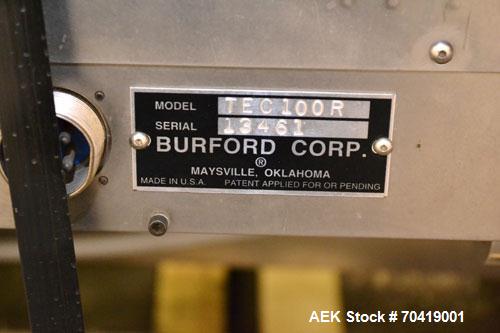 MODEL TEC100R
SERIAL 13461
BURFORD CORP.
®
MAYSVILLE, OKLAHOMA
MADE IN U.S.A. PATENT APPLIED FOR OR PENDING
AEK Stock # 70419001